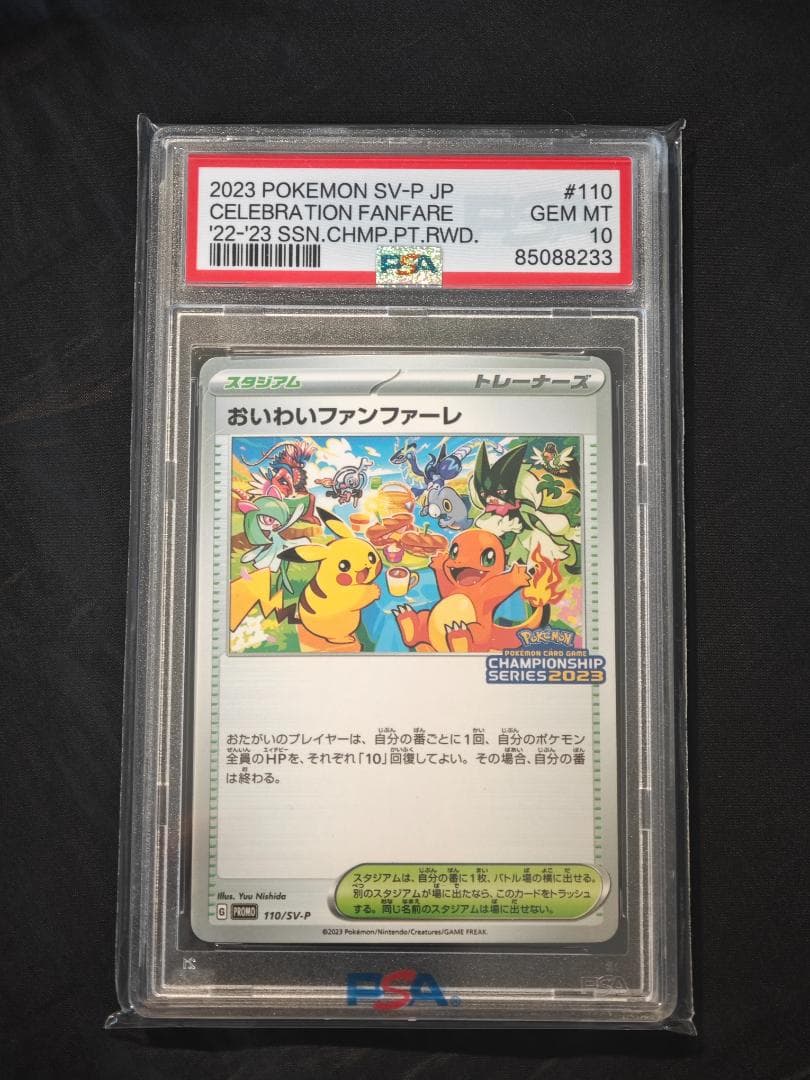 2023 POKEMON SV-P JP #110
CELEBRATION FANFARE GEM MT
'22-'23 SSN.CHMP.PT.RWD. 10
PSA 85088233
スタジアム トレーナーズ
おいわいファンファーレ
POKÉMON
POKÉMON CARD GAME
CHAMPIONSHIP
SERIES 2023
おたがいのプレイヤーは、自分の番ごとに1回、自分のポケモン
全員のHPを、それぞれ「10」回復してよい。その場合、自分の番
は終わる。
スタジアムは、自分の番に1枚、バトル場の横に出せる。
別のスタジアムが場に出たなら、このカードをトラッシュ
する。同じ名前のスタジアムは場に出せない。
Illus. Yuu Nishida
G PROMO 110/SV-P
©2023 Pokémon/Nintendo/Creatures/GAME FREAK.
PSA®
PSA